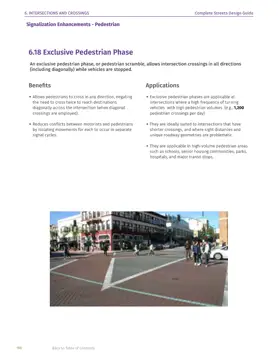 6. INTERSECTIONS AND CROSSINGS
Complete Streets Design Guide
Signalization Enhancements - Pedestrian
6.18 Exclusive Pedestrian Phase
An exclusive pedestrian phase, or pedestrian scramble, allows intersection crossings in all directions
(including diagonally) while vehicles are stopped.
Benefits
• Allows pedestrians to cross in any direction, negating
the need to cross twice to reach destinations
diagonally across the intersection (when diagonal
crossings are employed).
• Reduces conflicts between motorists and pedestrians
by isolating movements for each to occur in separate
signal cycles.
Applications
• Exclusive pedestrian phases are applicable at
intersections where a high frequency of turning
vehicles with high pedestrian volumes (e.g. 1,200
pedestrian crossings per day)
• They are ideally suited to intersections that have
shorter crossings, and where sight distances and
unique roadway geometries are problematic.
• They are applicable in high-volume pedestrian areas
such as schools, senior housing communities, parks,
hospitals, and major transit stops.
Back to Table of Contents